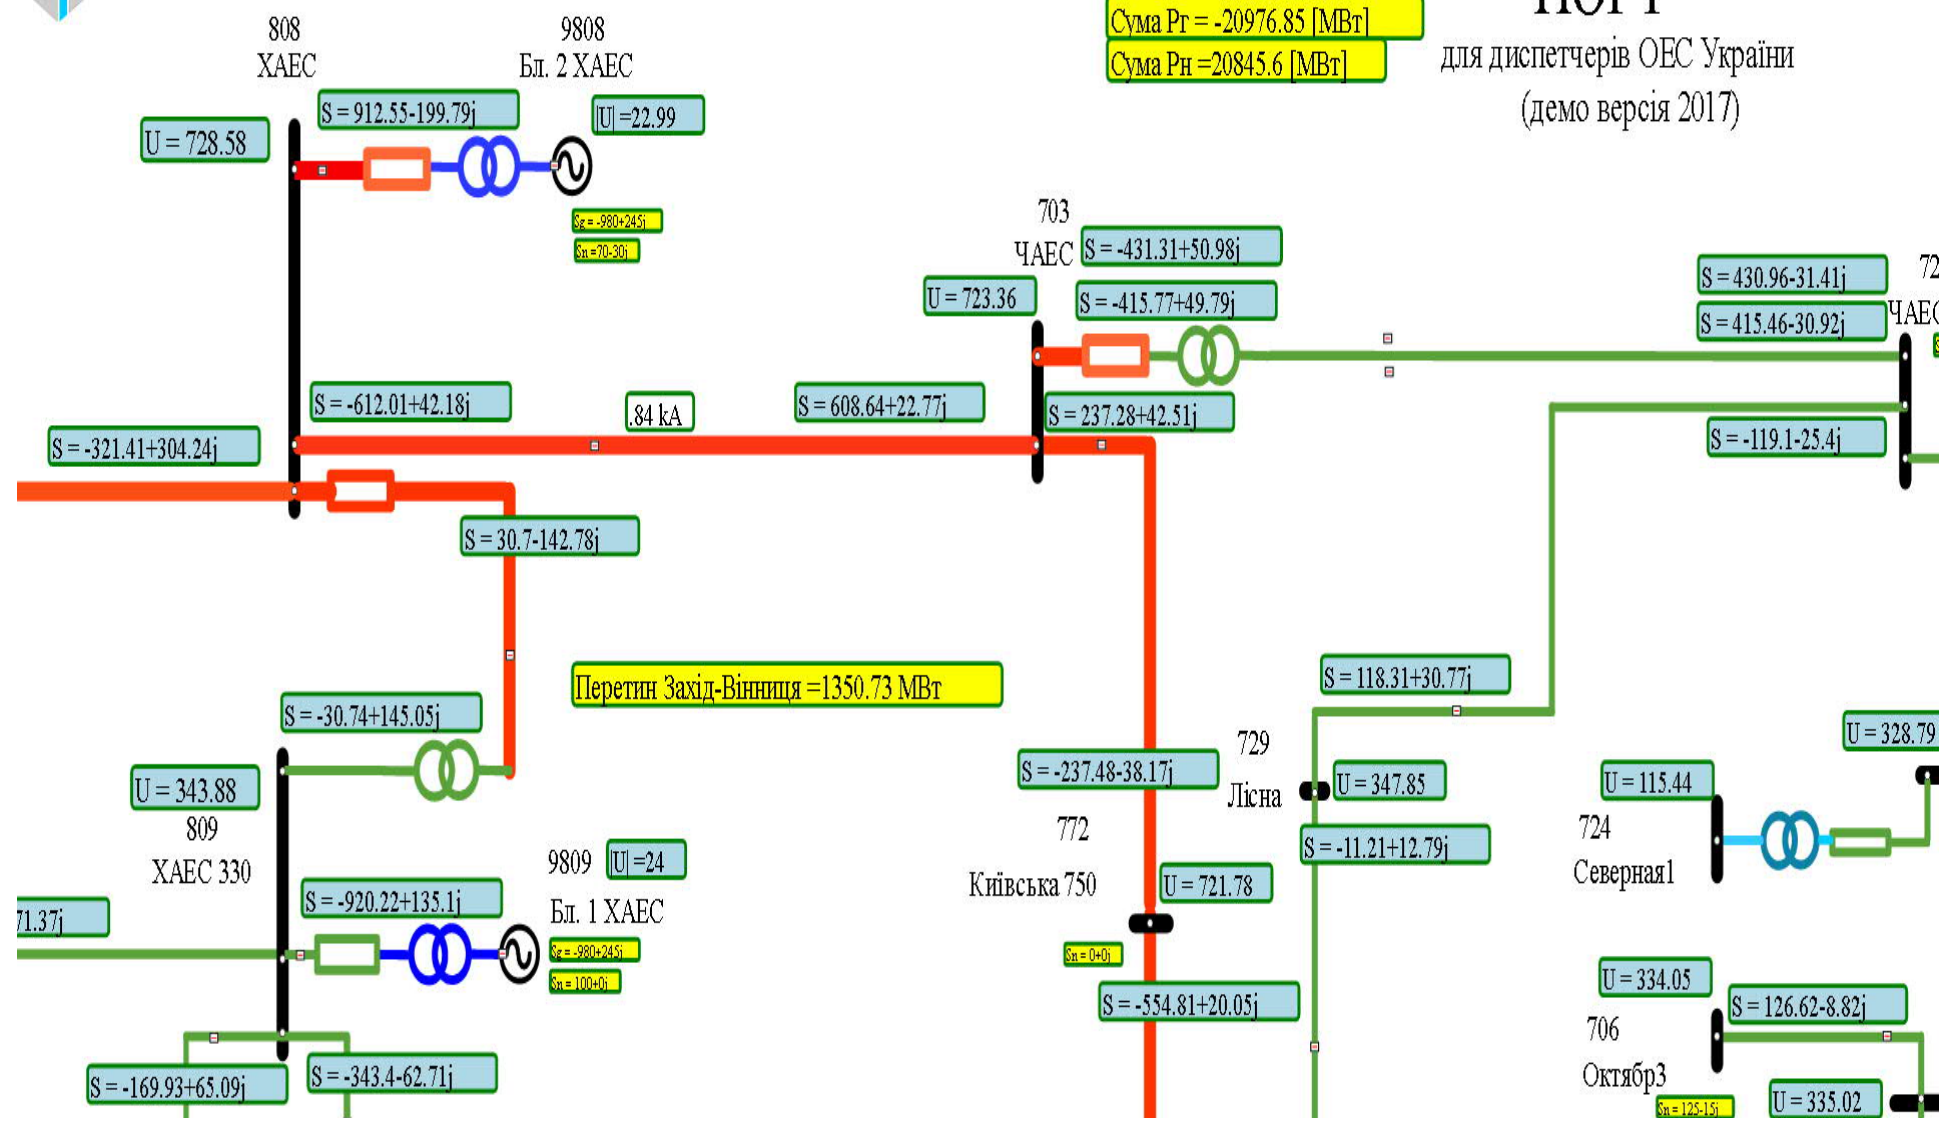 808
ХАЕС
9808
Бл. 2 ХАЕС
Сума Рг = -20976.85 [МВт]
Сума Рн =20845.6 [МВт]
для диспетчерів ОЕС України
(демо версія 2017)
S = 912.55-199.79j
|U| =22.99
U = 728.58
Sg = -980+245j
Sn =70-30j
703
ЧАЕС
S = -431.31+50.98j
S = -415.77+49.79j
U = 723.36
S = 430.96-31.41j
S = 415.46-30.92j
72
ЧАЕС
S = -612.01+42.18j
.84 kA
S = 608.64+22.77j
S = 237.28+42.51j
S = -119.1-25.4j
S = -321.41+304.24j
S = 30.7-142.78j
Перетин Захід-Вінниця =1350.73 МВт
S = 118.31+30.77j
S = -30.74+145.05j
U = 328.79
729
Лісна
S = -237.48-38.17j
U = 347.85
U = 115.44
U = 343.88
809
ХАЕС 330
772
Київська 750
S = -11.21+12.79j
724
Северная1
9809
|U| =24
Бл. 1 ХАЕС
U = 721.78
S = -920.22+135.1j
71.37j
Sg = -980+245j
Sn = 100+0j
Sn = 0+0j
S = -554.81+20.05j
U = 334.05
S = 126.62-8.82j
706
Октябр3
S = -169.93+65.09j
S = -343.4-62.71j
Sn = 125-15j
U = 335.02